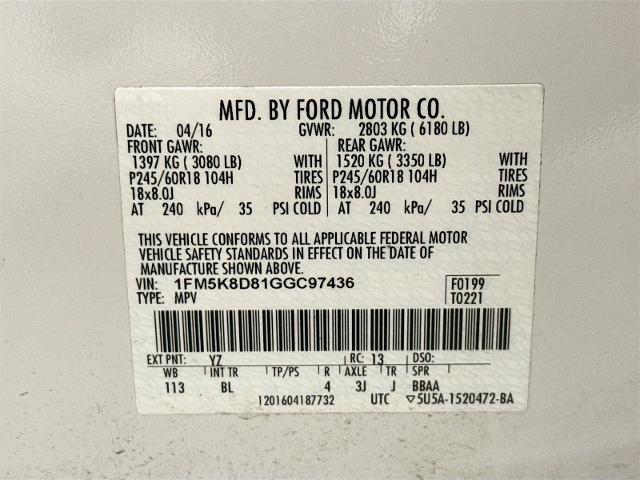 MFD. BY FORD MOTOR CO.
DATE: 04/16 GVWR: 2803 KG ( 6180 LB)
FRONT GAWR: REAR GAWR:
1397 KG ( 3080 LB) WITH 1520 KG ( 3350 LB) WITH
P245/60R18 104H TIRES P245/60R18 104H TIRES
18x8.0J RIMS 18x8.0J RIMS
AT 240 kPa/ 35 PSI COLD AT 240 kPa/ 35 PSI COLD
THIS VEHICLE CONFORMS TO ALL APPLICABLE FEDERAL MOTOR
VEHICLE SAFETY STANDARDS IN EFFECT ON THE DATE OF
MANUFACTURE SHOWN ABOVE.
VIN: 1FM5K8D81GGC97436 F0199
TYPE: MPV T0221
EXT PNT: YZ RC: 13 DSO:
WB INT TR TP/PS R AXLE TR SPR
113 BL 4 3J J BBAA
1201604187732 UTC ▽5U5A-1520472-BA